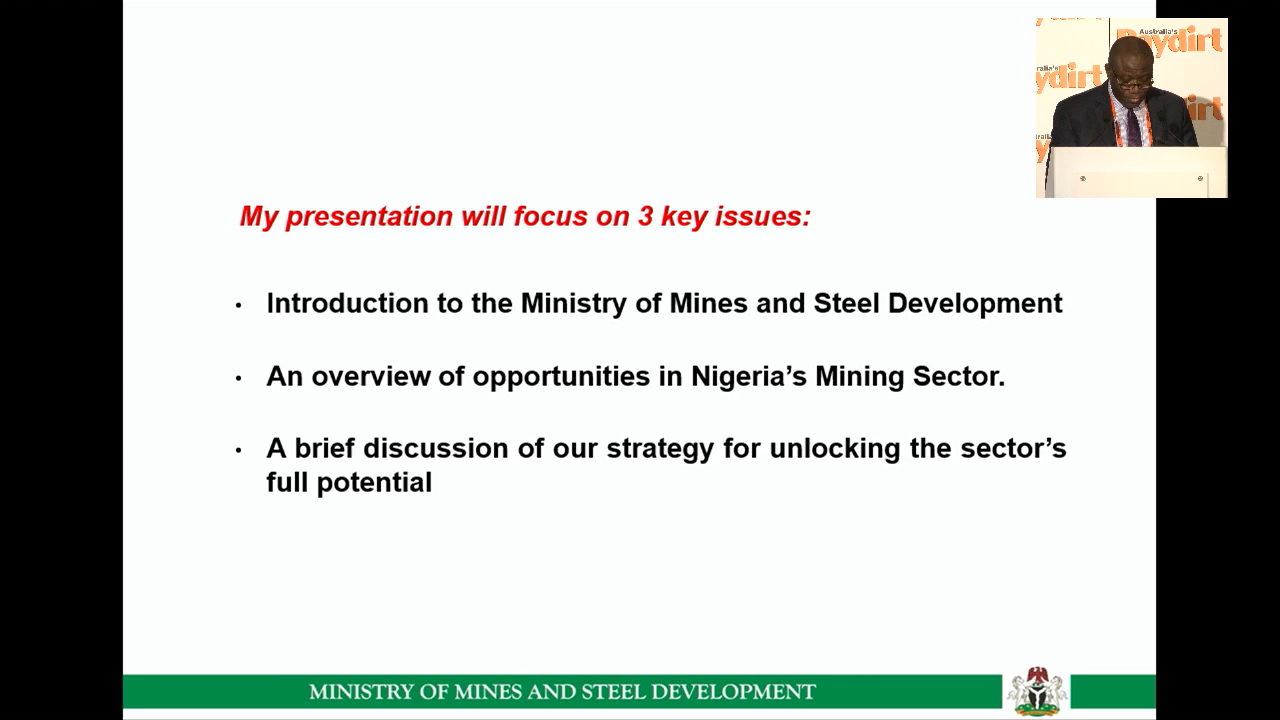 Australia's
Paydirt
My presentation will focus on 3 key issues:
• Introduction to the Ministry of Mines and Steel Development
• An overview of opportunities in Nigeria’s Mining Sector.
• A brief discussion of our strategy for unlocking the sector’s
full potential
MINISTRY OF MINES AND STEEL DEVELOPMENT